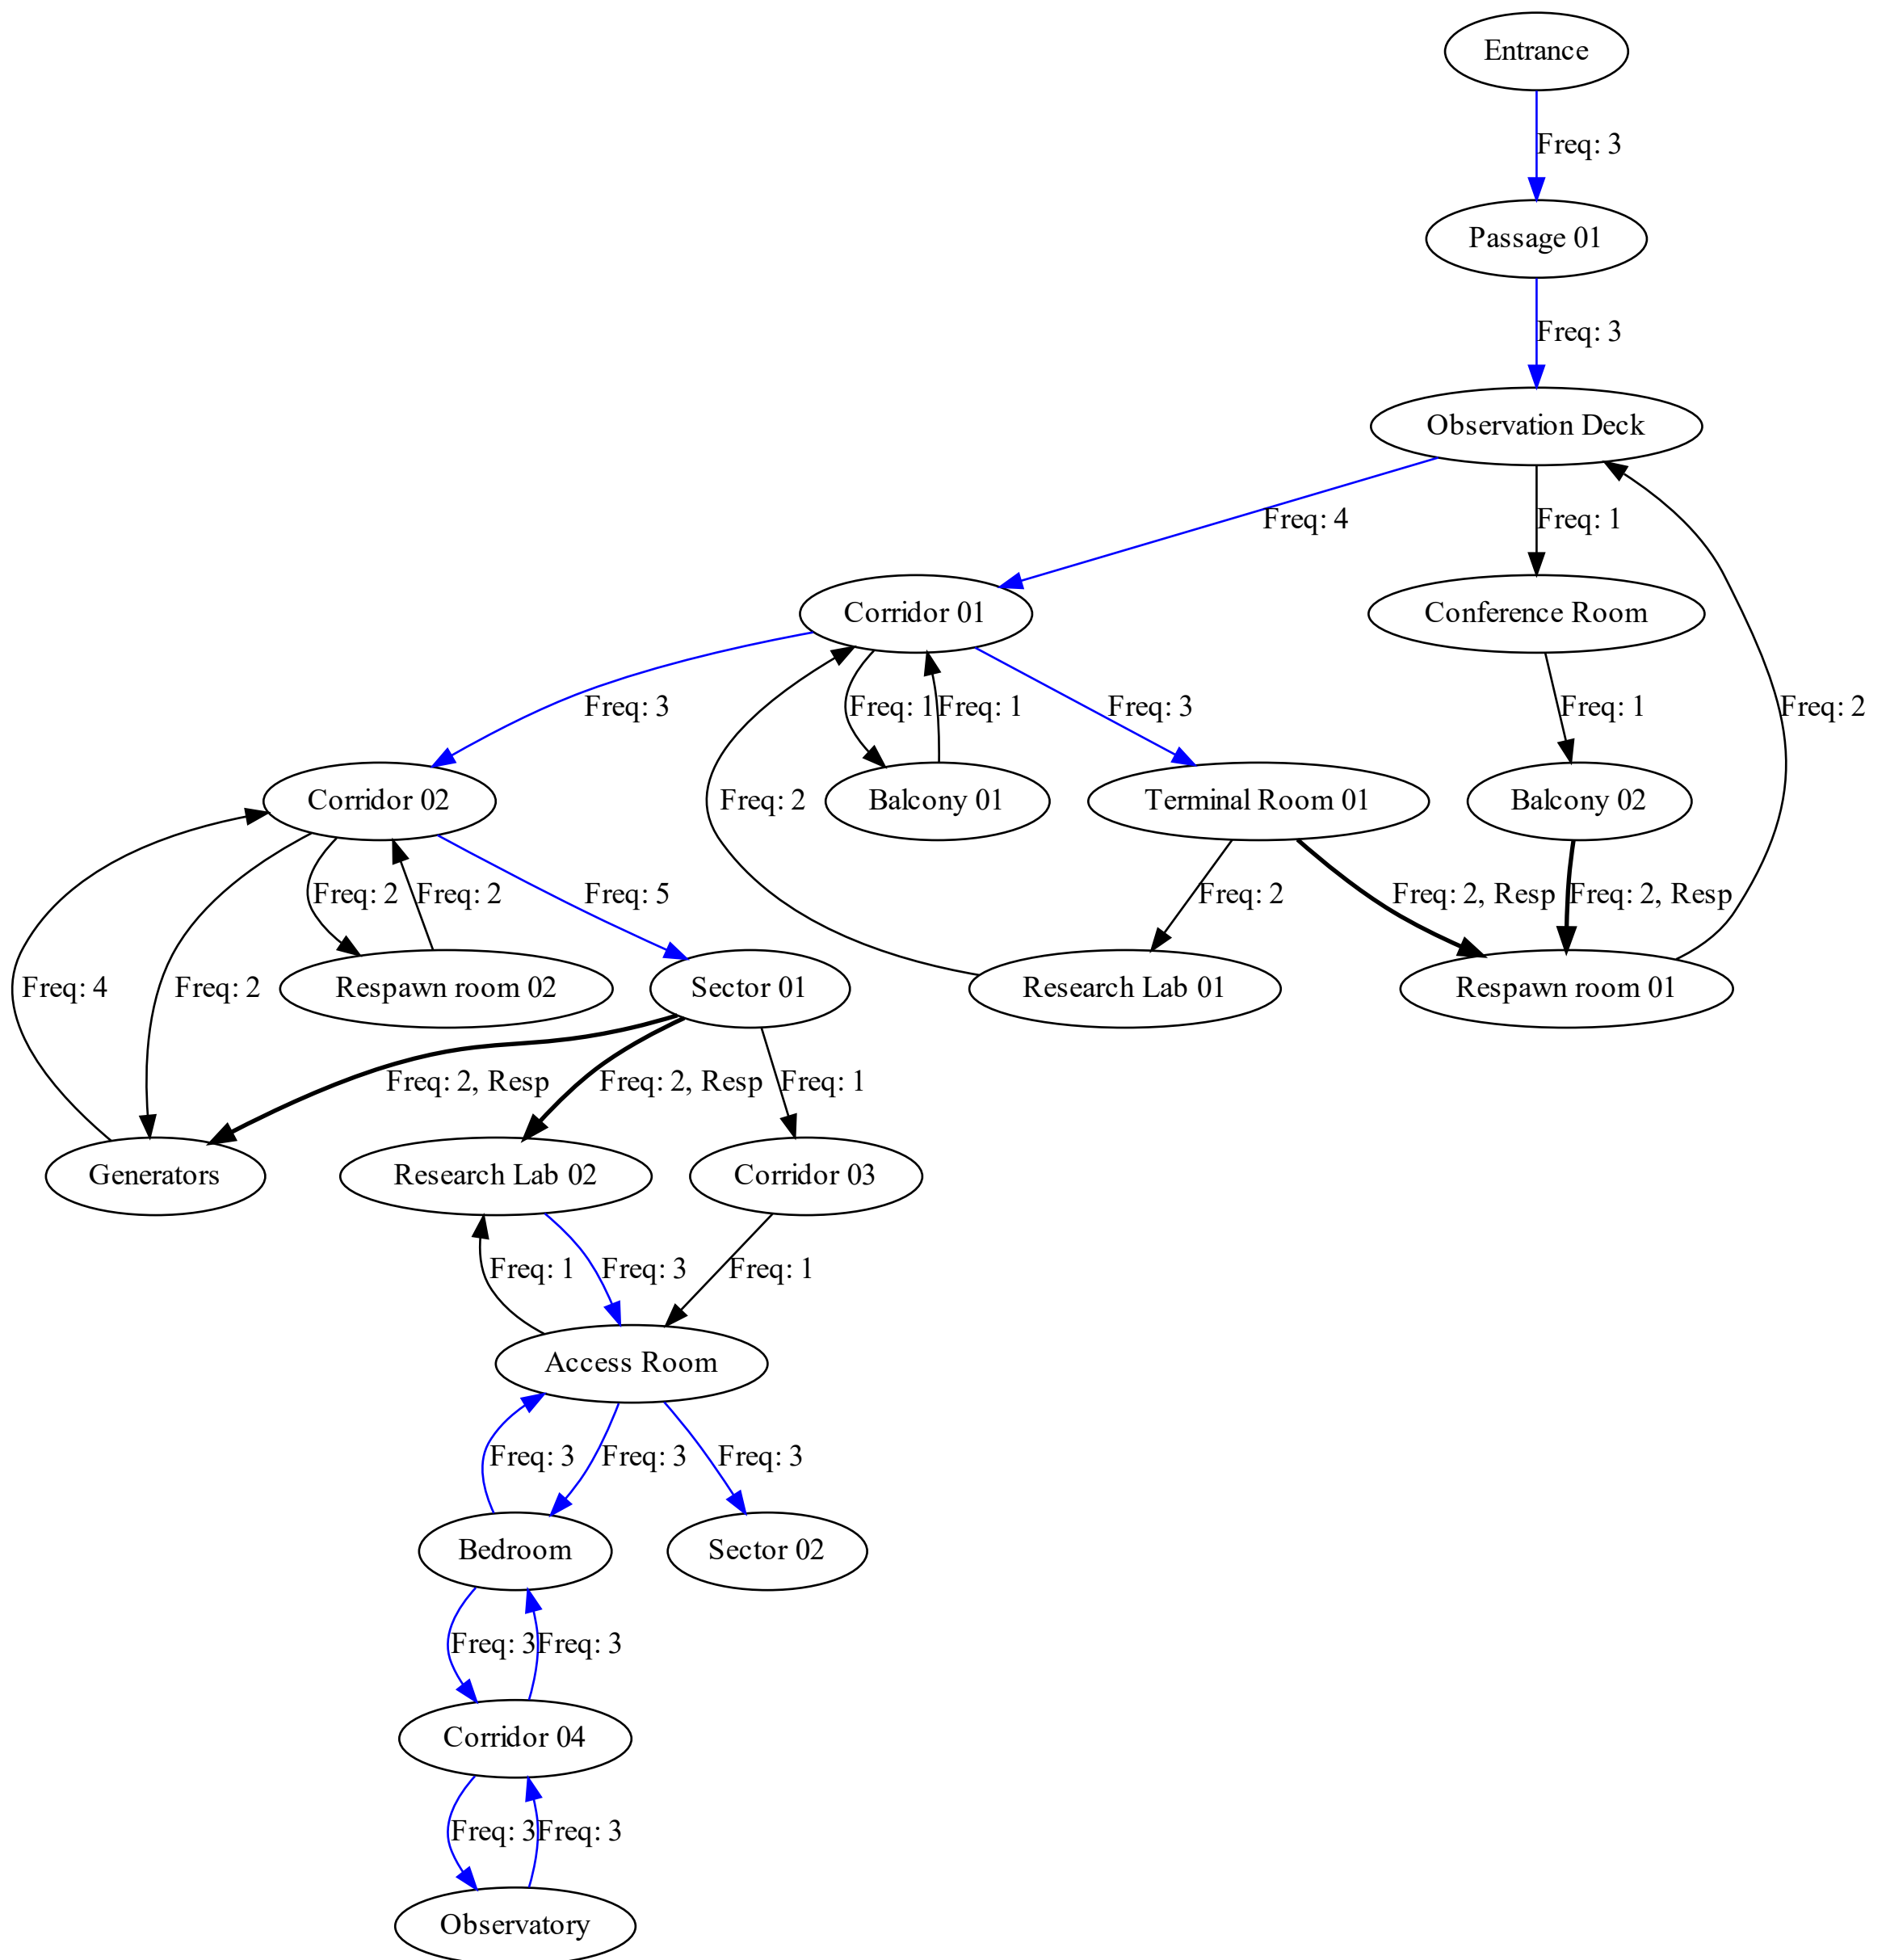 Entrance
Freq: 3
Passage 01
Freq: 3
Observation Deck
Freq: 4
Freq: 1
Corridor 01
Conference Room
Freq: 3
Freq: 1
Freq: 1
Freq: 3
Freq: 1
Freq: 2
Corridor 02
Freq: 2
Balcony 01
Terminal Room 01
Balcony 02
Freq: 2
Freq: 2
Freq: 5
Freq: 2
Freq: 2, Resp
Freq: 2, Resp
Freq: 4
Freq: 2
Respawn room 02
Sector 01
Research Lab 01
Respawn room 01
Freq: 2, Resp
Freq: 2, Resp
Freq: 1
Generators
Research Lab 02
Corridor 03
Freq: 1
Freq: 3
Freq: 1
Access Room
Freq: 3
Freq: 3
Freq: 3
Bedroom
Sector 02
Freq: 3
Freq: 3
Corridor 04
Freq: 3
Freq: 3
Observatory